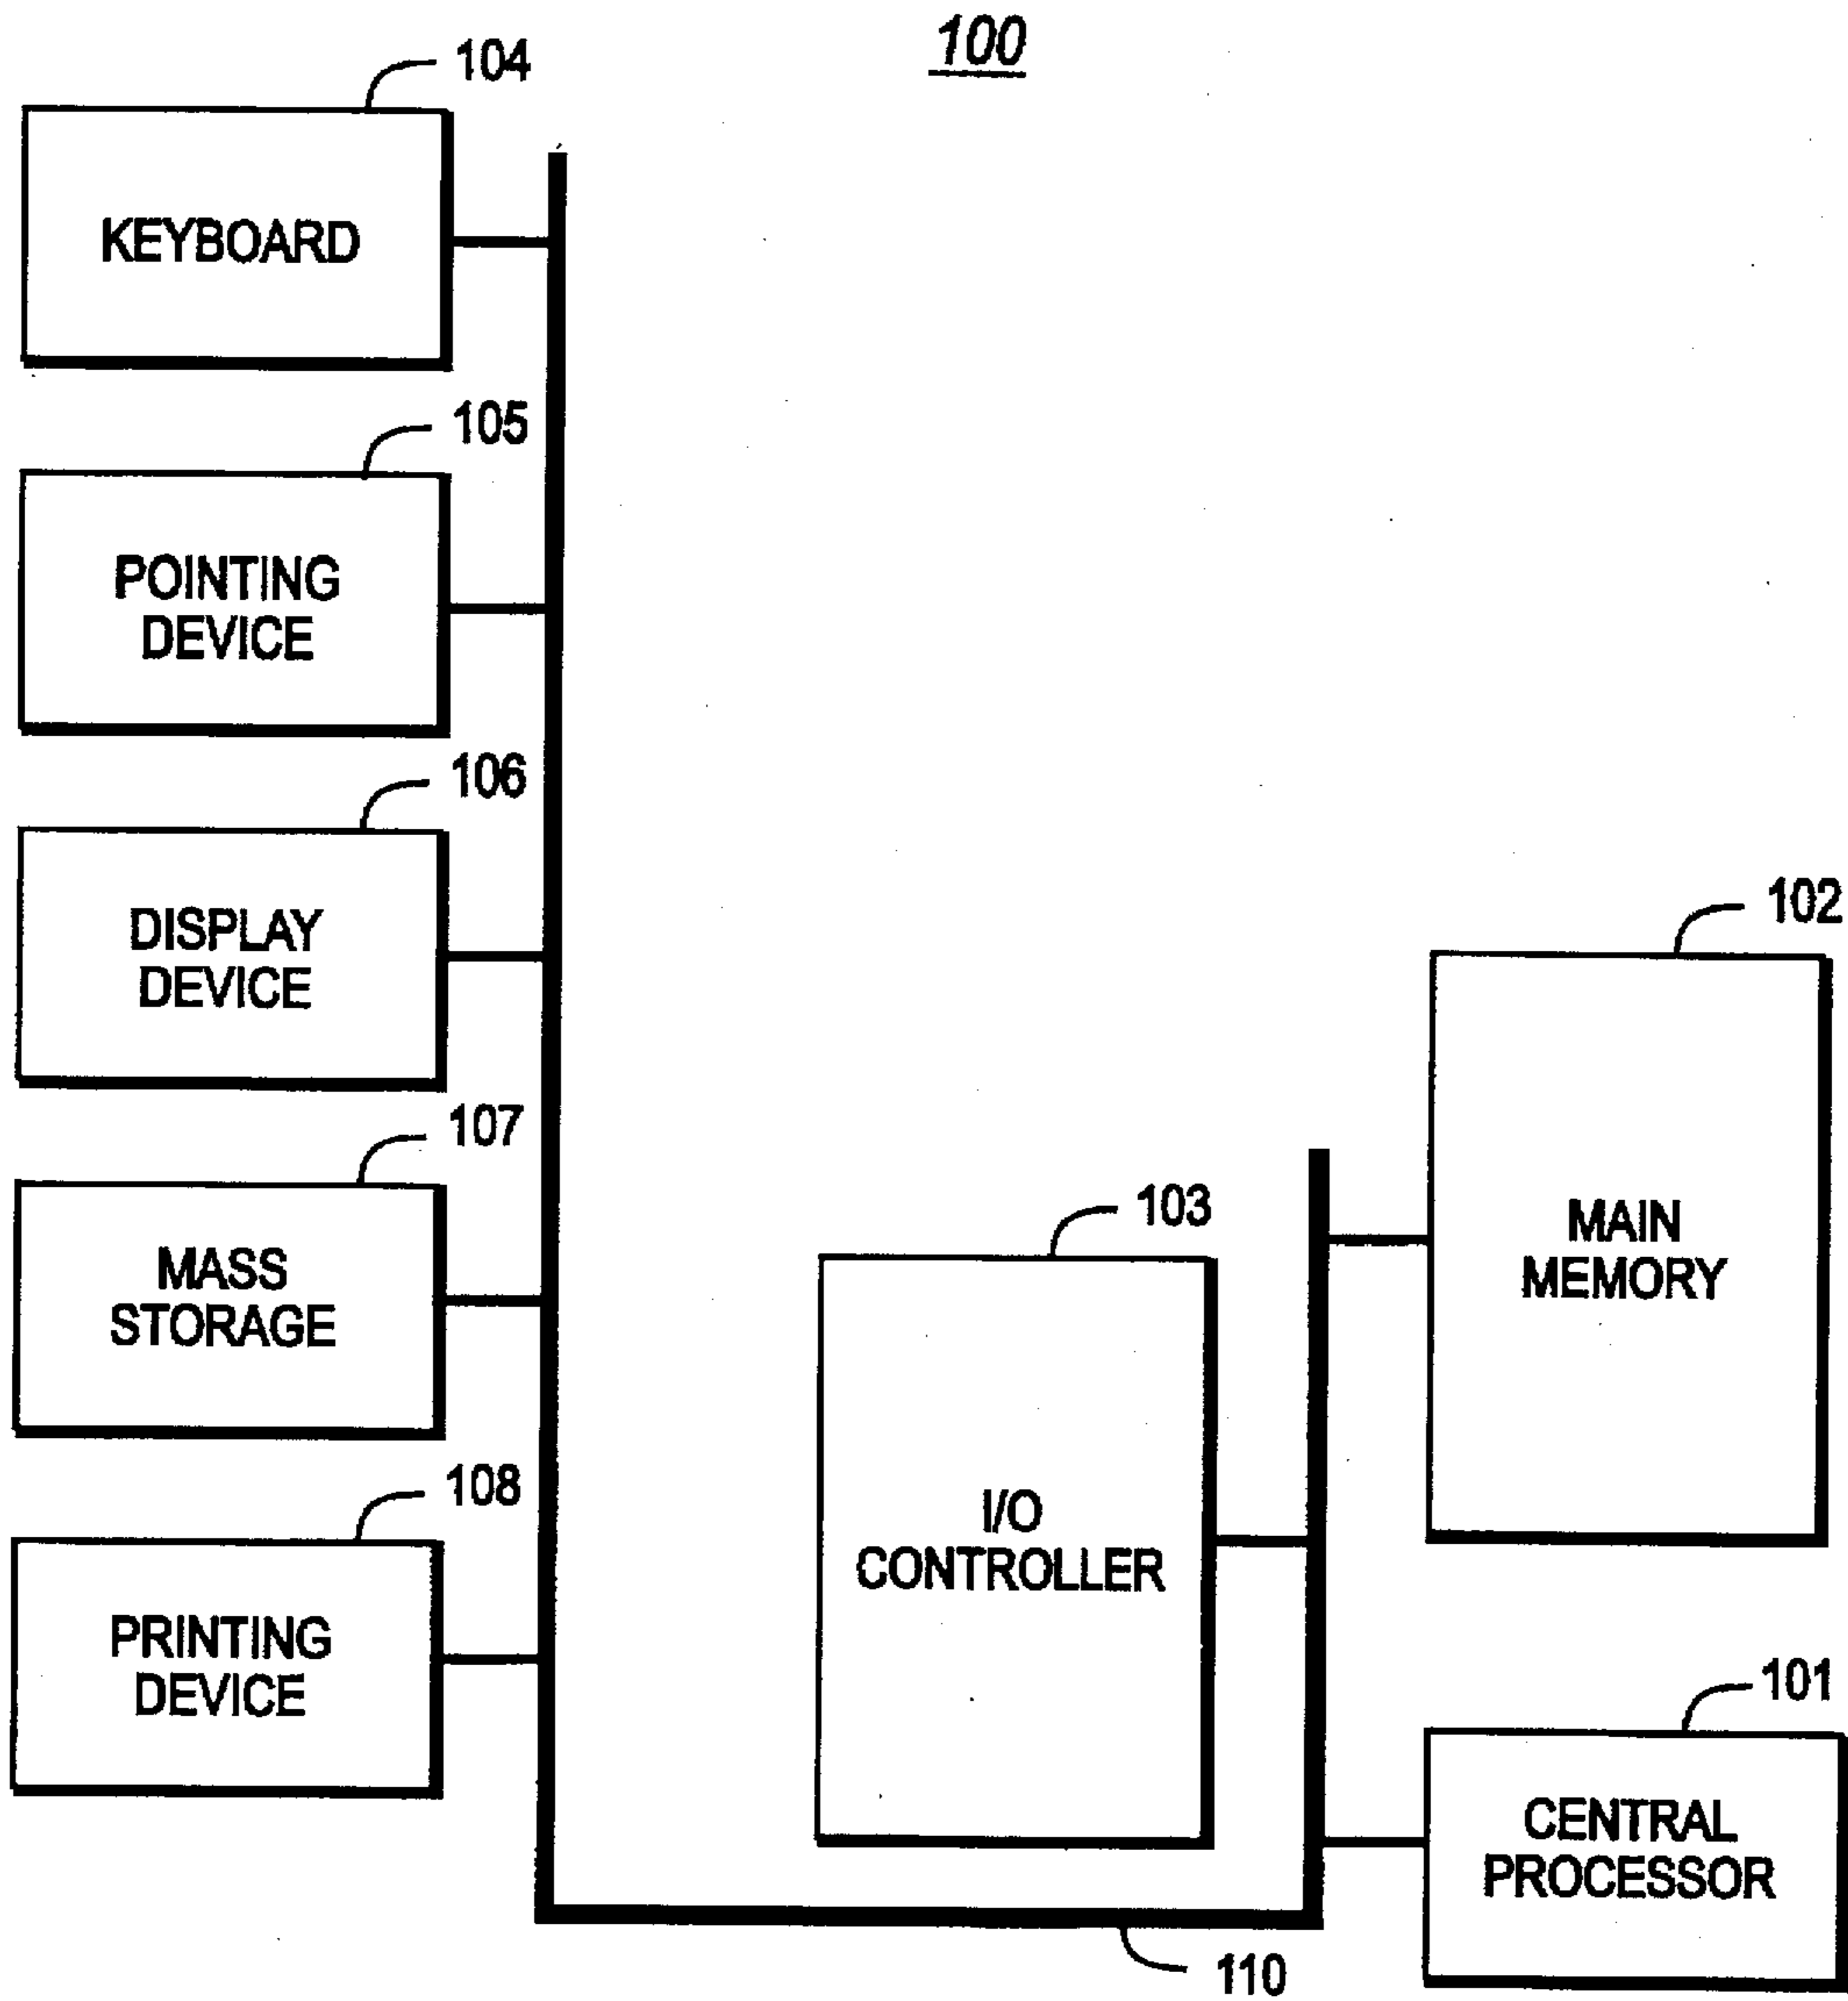 100
104
KEYBOARD
105
POINTING
DEVICE
106
DISPLAY
DEVICE
107
MASS
STORAGE
108
PRINTING
DEVICE
103
I/O
CONTROLLER
102
MAIN
MEMORY
101
CENTRAL
PROCESSOR
110